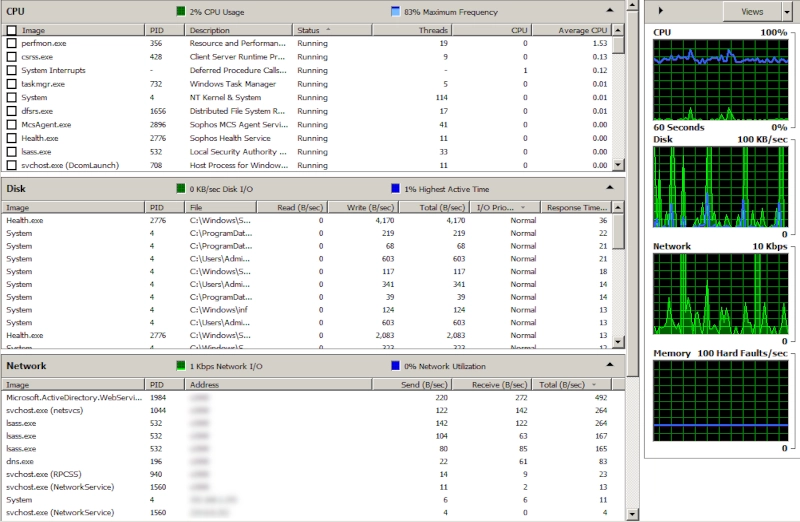 CPU 2% CPU Usage 83% Maximum Frequency
Image PID Description Status Threads CPU Average CPU
perfmon.exe 356 Resource and Performan... Running 19 0 1.53
csrss.exe 428 Client Server Runtime Pr... Running 9 0 0.13
System Interrupts - Deferred Procedure Calls... Running - 1 0.12
taskmgr.exe 732 Windows Task Manager Running 5 0 0.02
System 4 NT Kernel & System Running 114 0 0.01
dfsrs.exe 1656 Distributed File System R... Running 17 0 0.01
McsAgent.exe 2896 Sophos MCS Agent Servi... Running 41 0 0.00
Health.exe 2776 Sophos Health Service Running 11 0 0.00
lsass.exe 532 Local Security Authority ... Running 33 0 0.00
svchost.exe (DcomLaunch) 708 Host Process for Window... Running 11 0 0.00
Disk 0 KB/sec Disk I/O 1% Highest Active Time
Image PID File Read (B/sec) Write (B/sec) Total (B/sec) I/O Prio... Response Time...
Health.exe 2776 C:\Windows\S... 0 4,170 4,170 Normal 36
System 4 C:\ProgramDat... 0 219 219 Normal 22
System 4 C:\ProgramDat... 0 68 68 Normal 21
System 4 C:\Users\Admi... 0 603 603 Normal 21
System 4 C:\Windows\S... 0 117 117 Normal 18
System 4 C:\Users\Admi... 0 341 341 Normal 14
System 4 C:\ProgramDat... 0 39 39 Normal 14
System 4 C:\Windows\inf 0 124 124 Normal 13
System 4 C:\Users\Admi... 0 603 603 Normal 13
Health.exe 2776 C:\Windows\S... 0 2,083 2,083 Normal 13
System 4 C:\Windows\S... 0 Normal 12
Network 1 Kbps Network I/O 0% Network Utilization
Image PID Address Send (B/sec) Receive (B/sec) Total (B/sec)
Microsoft.ActiveDirectory.WebServi... 1984 220 272 492
svchost.exe (netsvcs) 1044 122 142 264
lsass.exe 532 142 122 264
lsass.exe 532 104 63 167
lsass.exe 532 80 85 165
dns.exe 196 22 61 83
svchost.exe (RPCSS) 940 14 9 23
svchost.exe (NetworkService) 1560 11 2 13
System 4 6 6 11
svchost.exe (NetworkService) 1560 4 7 11
Views
CPU 100%
60 Seconds 0%
Disk 100 KB/sec
0
Network 10 Kbps
0
Memory 100 Hard Faults/sec
0